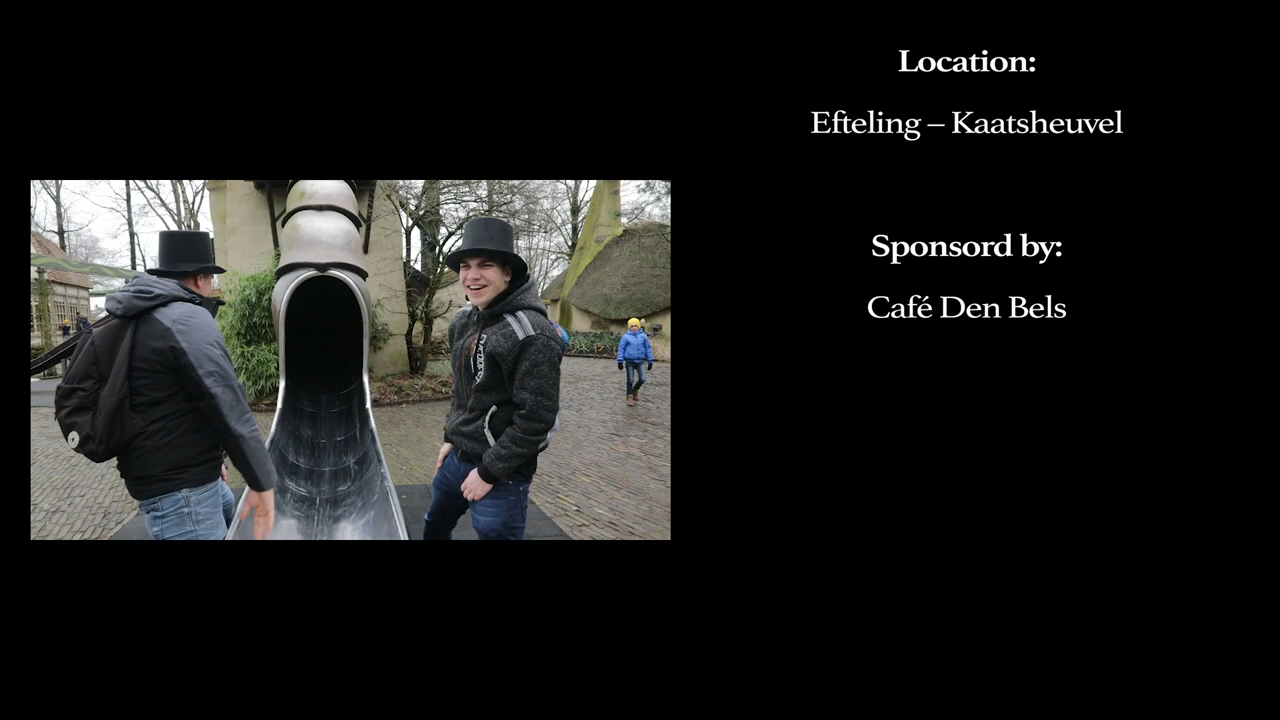 Location:
Efteling – Kaatsheuvel
Sponsord by:
Café Den Bels